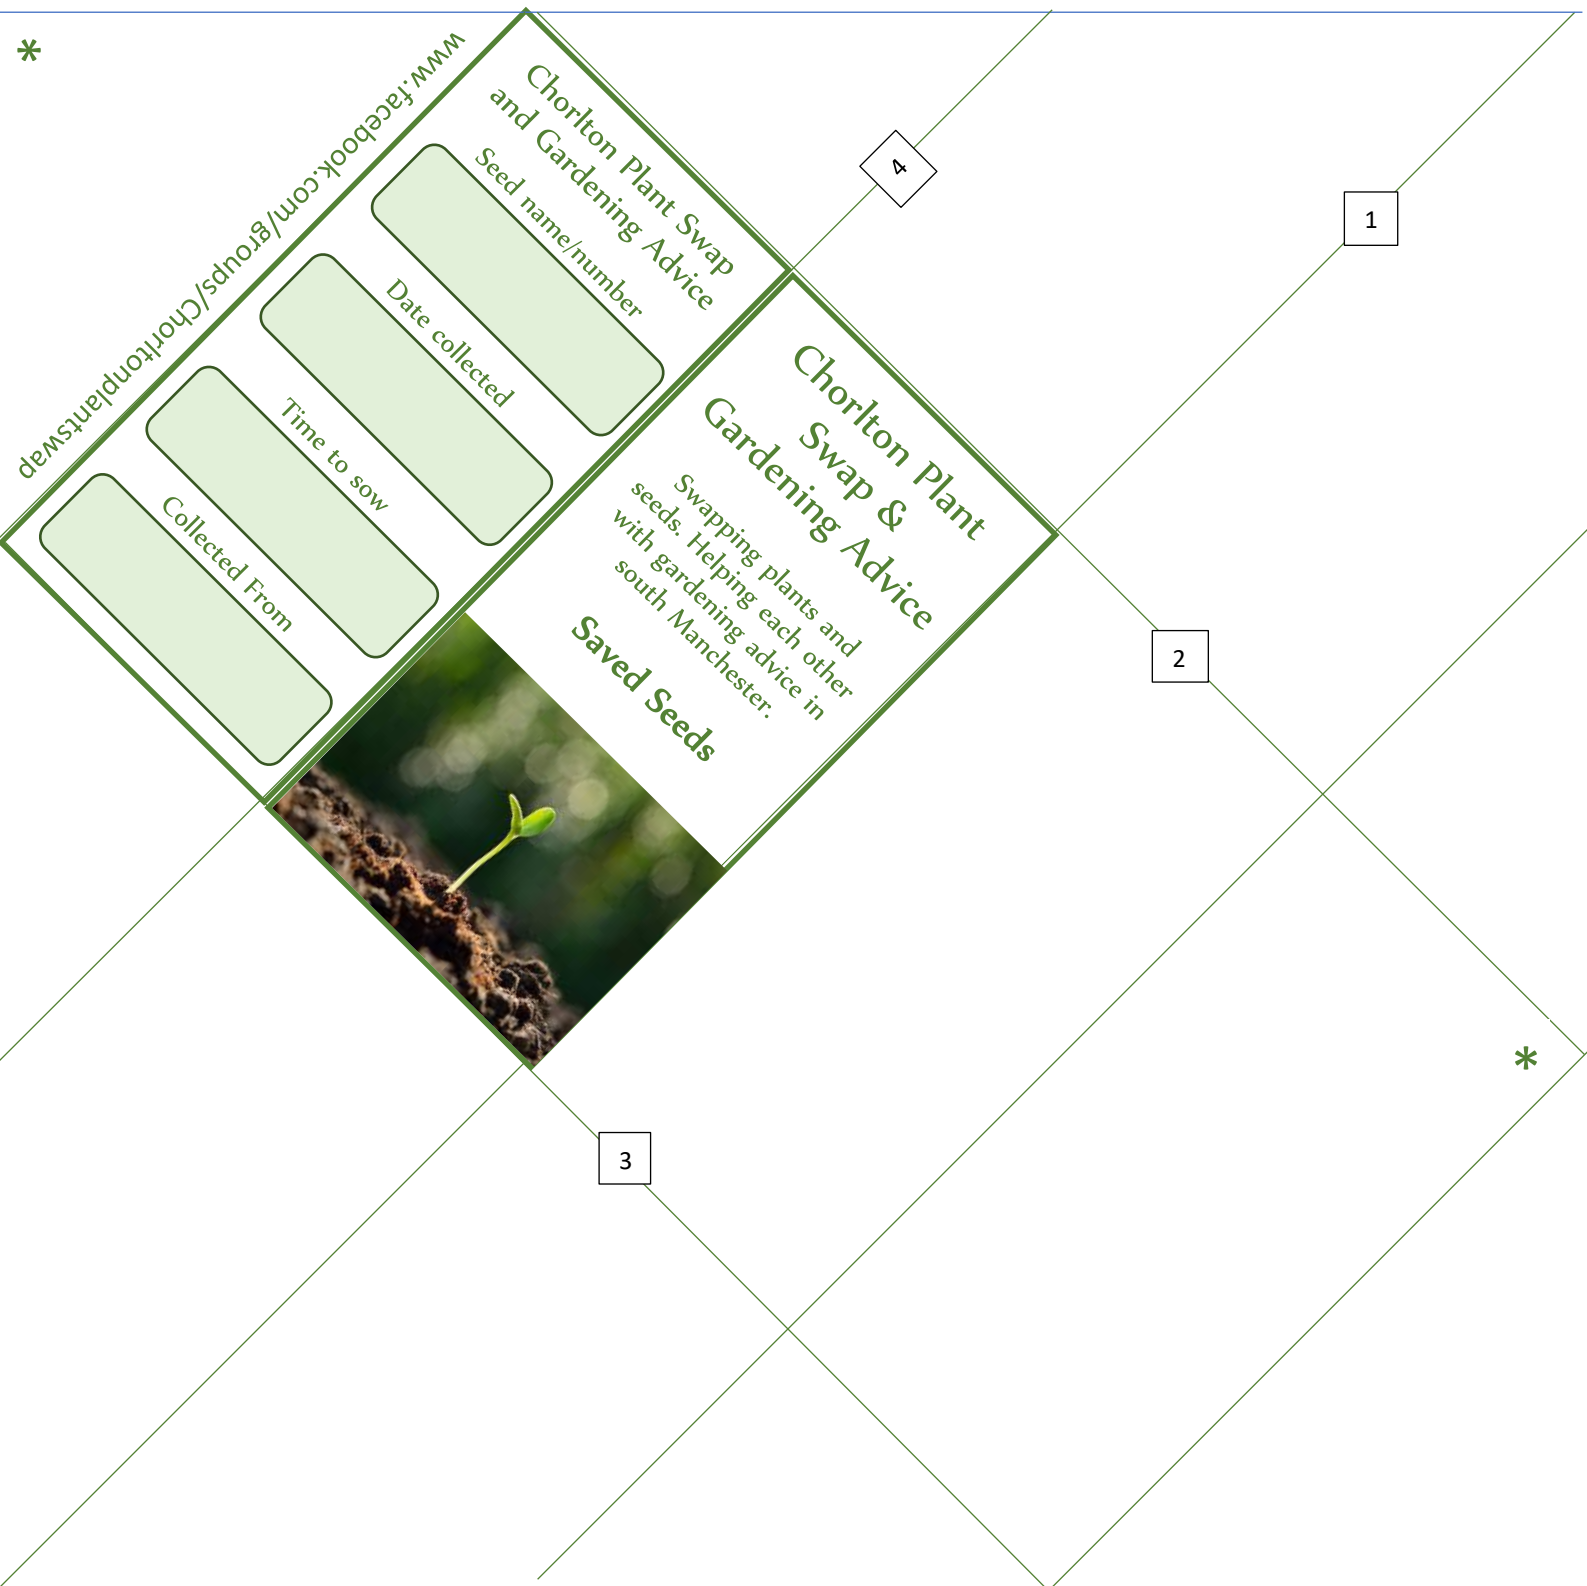 *
www.facebook.com/groups/Chorltonplantswap
Chorlton Plant Swap
and Gardening Advice
Seed name/number
Date collected
Time to sow
Collected From
Chorlton Plant
Swap &
Gardening Advice
Swapping plants and
seeds. Helping each other
with gardening advice in
south Manchester.
Saved Seeds
4
1
2
3
*